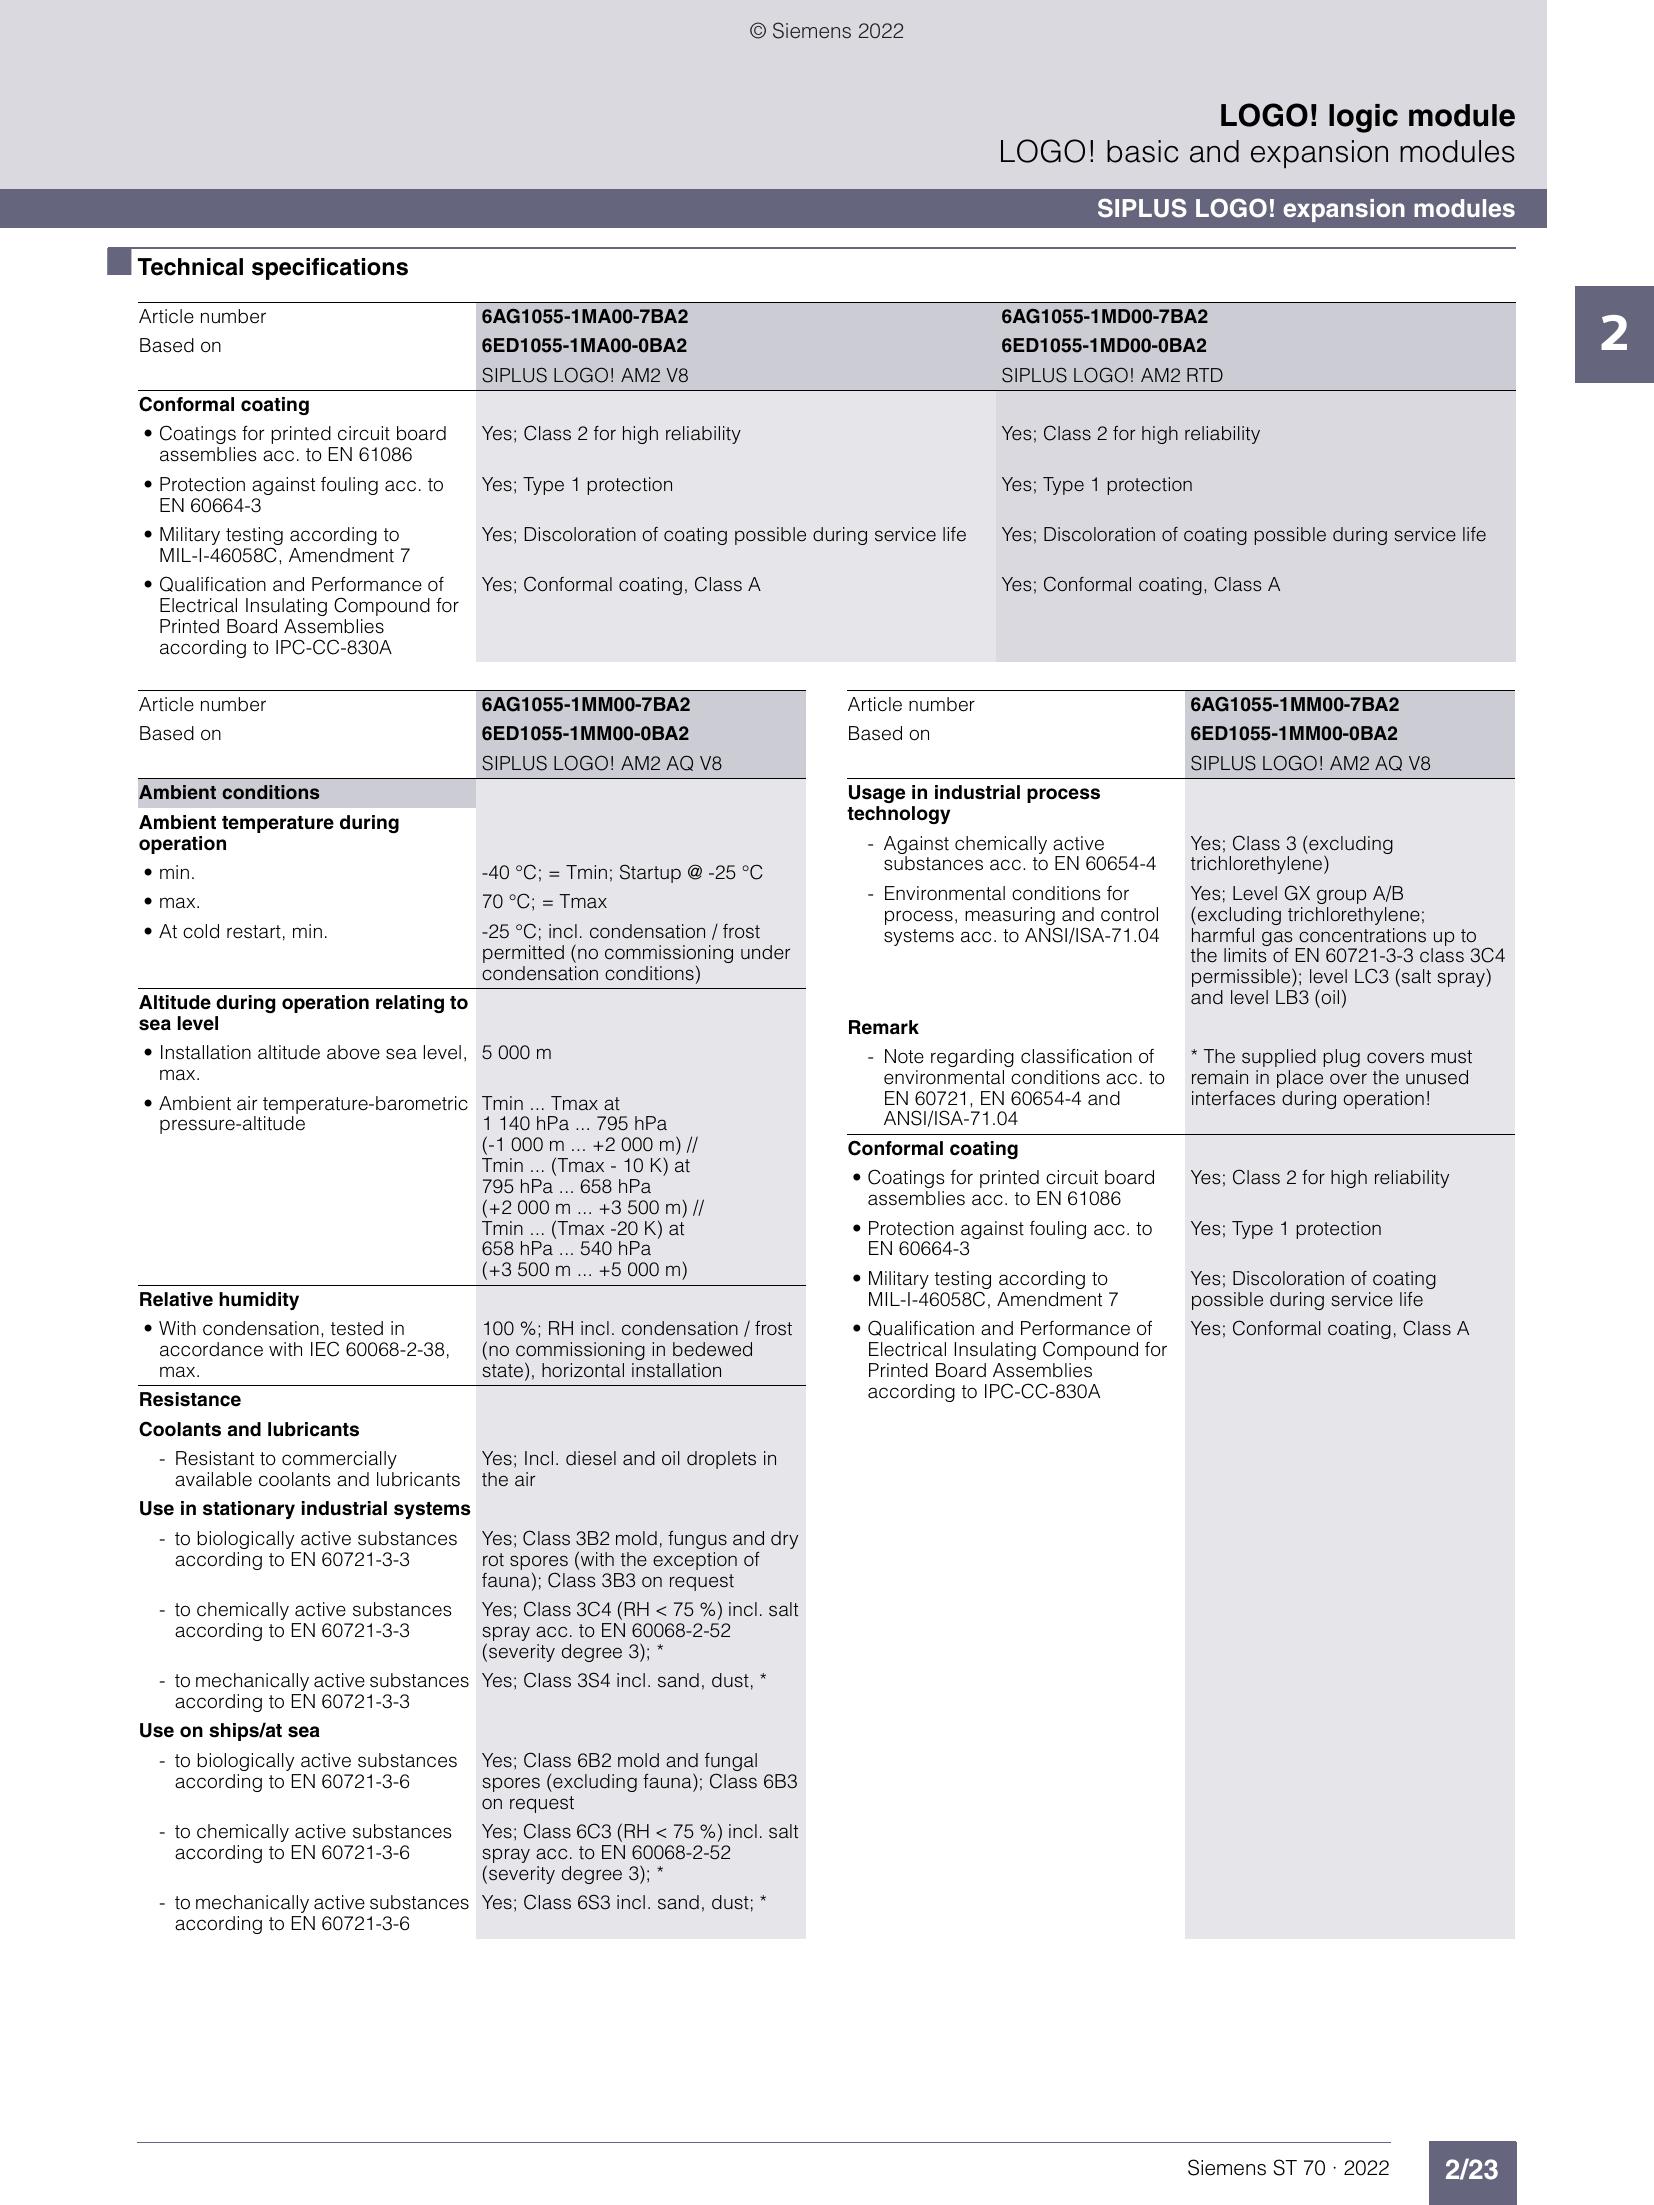 © Siemens 2022
LOGO! logic module
LOGO! basic and expansion modules
SIPLUS LOGO! expansion modules
Technical specifications
2
Article number 6AG1055-1MA00-7BA2 6AG1055-1MD00-7BA2
Based on 6ED1055-1MA00-0BA2 6ED1055-1MD00-0BA2
SIPLUS LOGO! AM2 V8 SIPLUS LOGO! AM2 RTD
Conformal coating
• Coatings for printed circuit board Yes; Class 2 for high reliability Yes; Class 2 for high reliability
assemblies acc. to EN 61086
• Protection against fouling acc. to Yes; Type 1 protection Yes; Type 1 protection
EN 60664-3
• Military testing according to Yes; Discoloration of coating possible during service life Yes; Discoloration of coating possible during service life
MIL-I-46058C, Amendment 7
• Qualification and Performance of Yes; Conformal coating, Class A Yes; Conformal coating, Class A
Electrical Insulating Compound for
Printed Board Assemblies
according to IPC-CC-830A
Article number 6AG1055-1MM00-7BA2
Based on 6ED1055-1MM00-0BA2
SIPLUS LOGO! AM2 AQ V8
Ambient conditions
Ambient temperature during
operation
• min. -40 °C; = Tmin; Startup @ -25 °C
• max. 70 °C; = Tmax
• At cold restart, min. -25 °C; incl. condensation / frost
permitted (no commissioning under
condensation conditions)
Altitude during operation relating to
sea level
• Installation altitude above sea level, 5 000 m
max.
• Ambient air temperature-barometric Tmin ... Tmax at
pressure-altitude 1 140 hPa ... 795 hPa
(-1 000 m ... +2 000 m) //
Tmin ... (Tmax - 10 K) at
795 hPa ... 658 hPa
(+2 000 m ... +3 500 m) //
Tmin ... (Tmax -20 K) at
658 hPa ... 540 hPa
(+3 500 m ... +5 000 m)
Relative humidity
• With condensation, tested in 100 %; RH incl. condensation / frost
accordance with IEC 60068-2-38, (no commissioning in bedewed
max. state), horizontal installation
Resistance
Coolants and lubricants
- Resistant to commercially Yes; Incl. diesel and oil droplets in
available coolants and lubricants the air
Use in stationary industrial systems
- to biologically active substances Yes; Class 3B2 mold, fungus and dry
according to EN 60721-3-3 rot spores (with the exception of
fauna); Class 3B3 on request
- to chemically active substances Yes; Class 3C4 (RH < 75 %) incl. salt
according to EN 60721-3-3 spray acc. to EN 60068-2-52
(severity degree 3); *
- to mechanically active substances Yes; Class 3S4 incl. sand, dust, *
according to EN 60721-3-3
Use on ships/at sea
- to biologically active substances Yes; Class 6B2 mold and fungal
according to EN 60721-3-6 spores (excluding fauna); Class 6B3
on request
- to chemically active substances Yes; Class 6C3 (RH < 75 %) incl. salt
according to EN 60721-3-6 spray acc. to EN 60068-2-52
(severity degree 3); *
- to mechanically active substances Yes; Class 6S3 incl. sand, dust; *
according to EN 60721-3-6
Article number 6AG1055-1MM00-7BA2
Based on 6ED1055-1MM00-0BA2
SIPLUS LOGO! AM2 AQ V8
Usage in industrial process
technology
- Against chemically active Yes; Class 3 (excluding
substances acc. to EN 60654-4 trichlorethylene)
- Environmental conditions for Yes; Level GX group A/B
process, measuring and control (excluding trichlorethylene;
systems acc. to ANSI/ISA-71.04 harmful gas concentrations up to
the limits of EN 60721-3-3 class 3C4
permissible); level LC3 (salt spray)
and level LB3 (oil)
Remark
- Note regarding classification of * The supplied plug covers must
environmental conditions acc. to remain in place over the unused
EN 60721, EN 60654-4 and interfaces during operation!
ANSI/ISA-71.04
Conformal coating
• Coatings for printed circuit board Yes; Class 2 for high reliability
assemblies acc. to EN 61086
• Protection against fouling acc. to Yes; Type 1 protection
EN 60664-3
• Military testing according to Yes; Discoloration of coating
MIL-I-46058C, Amendment 7 possible during service life
• Qualification and Performance of Yes; Conformal coating, Class A
Electrical Insulating Compound for
Printed Board Assemblies
according to IPC-CC-830A
Siemens ST 70 · 2022 2/23